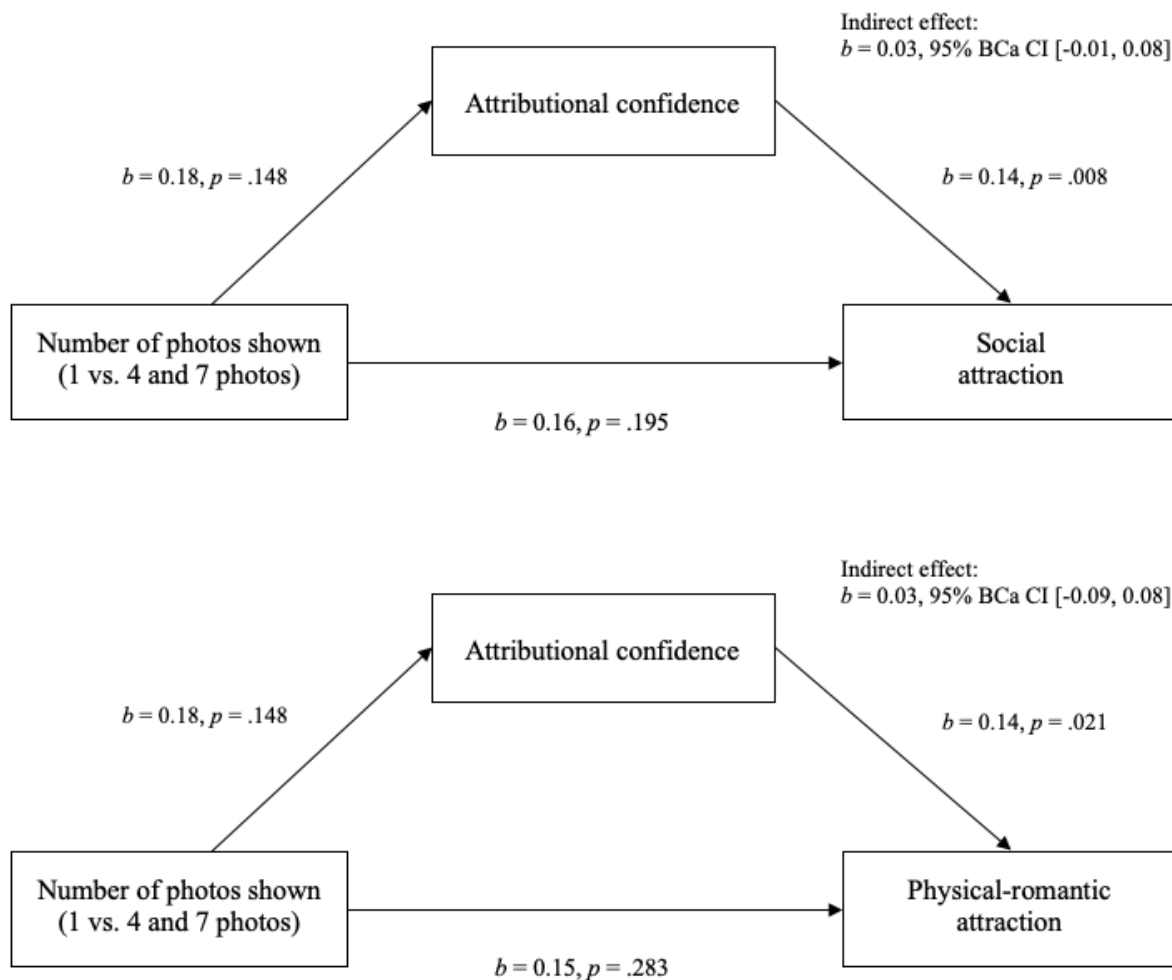 Indirect effect:
b = 0.03, 95% BCa CI [-0.01, 0.08]
Attributional confidence
b = 0.18, p = .148
b = 0.14, p = .008
Number of photos shown
(1 vs. 4 and 7 photos)
Social
attraction
b = 0.16, p = .195
Indirect effect:
b = 0.03, 95% BCa CI [-0.09, 0.08]
Attributional confidence
b = 0.18, p = .148
b = 0.14, p = .021
Number of photos shown
(1 vs. 4 and 7 photos)
Physical-romantic
attraction
b = 0.15, p = .283